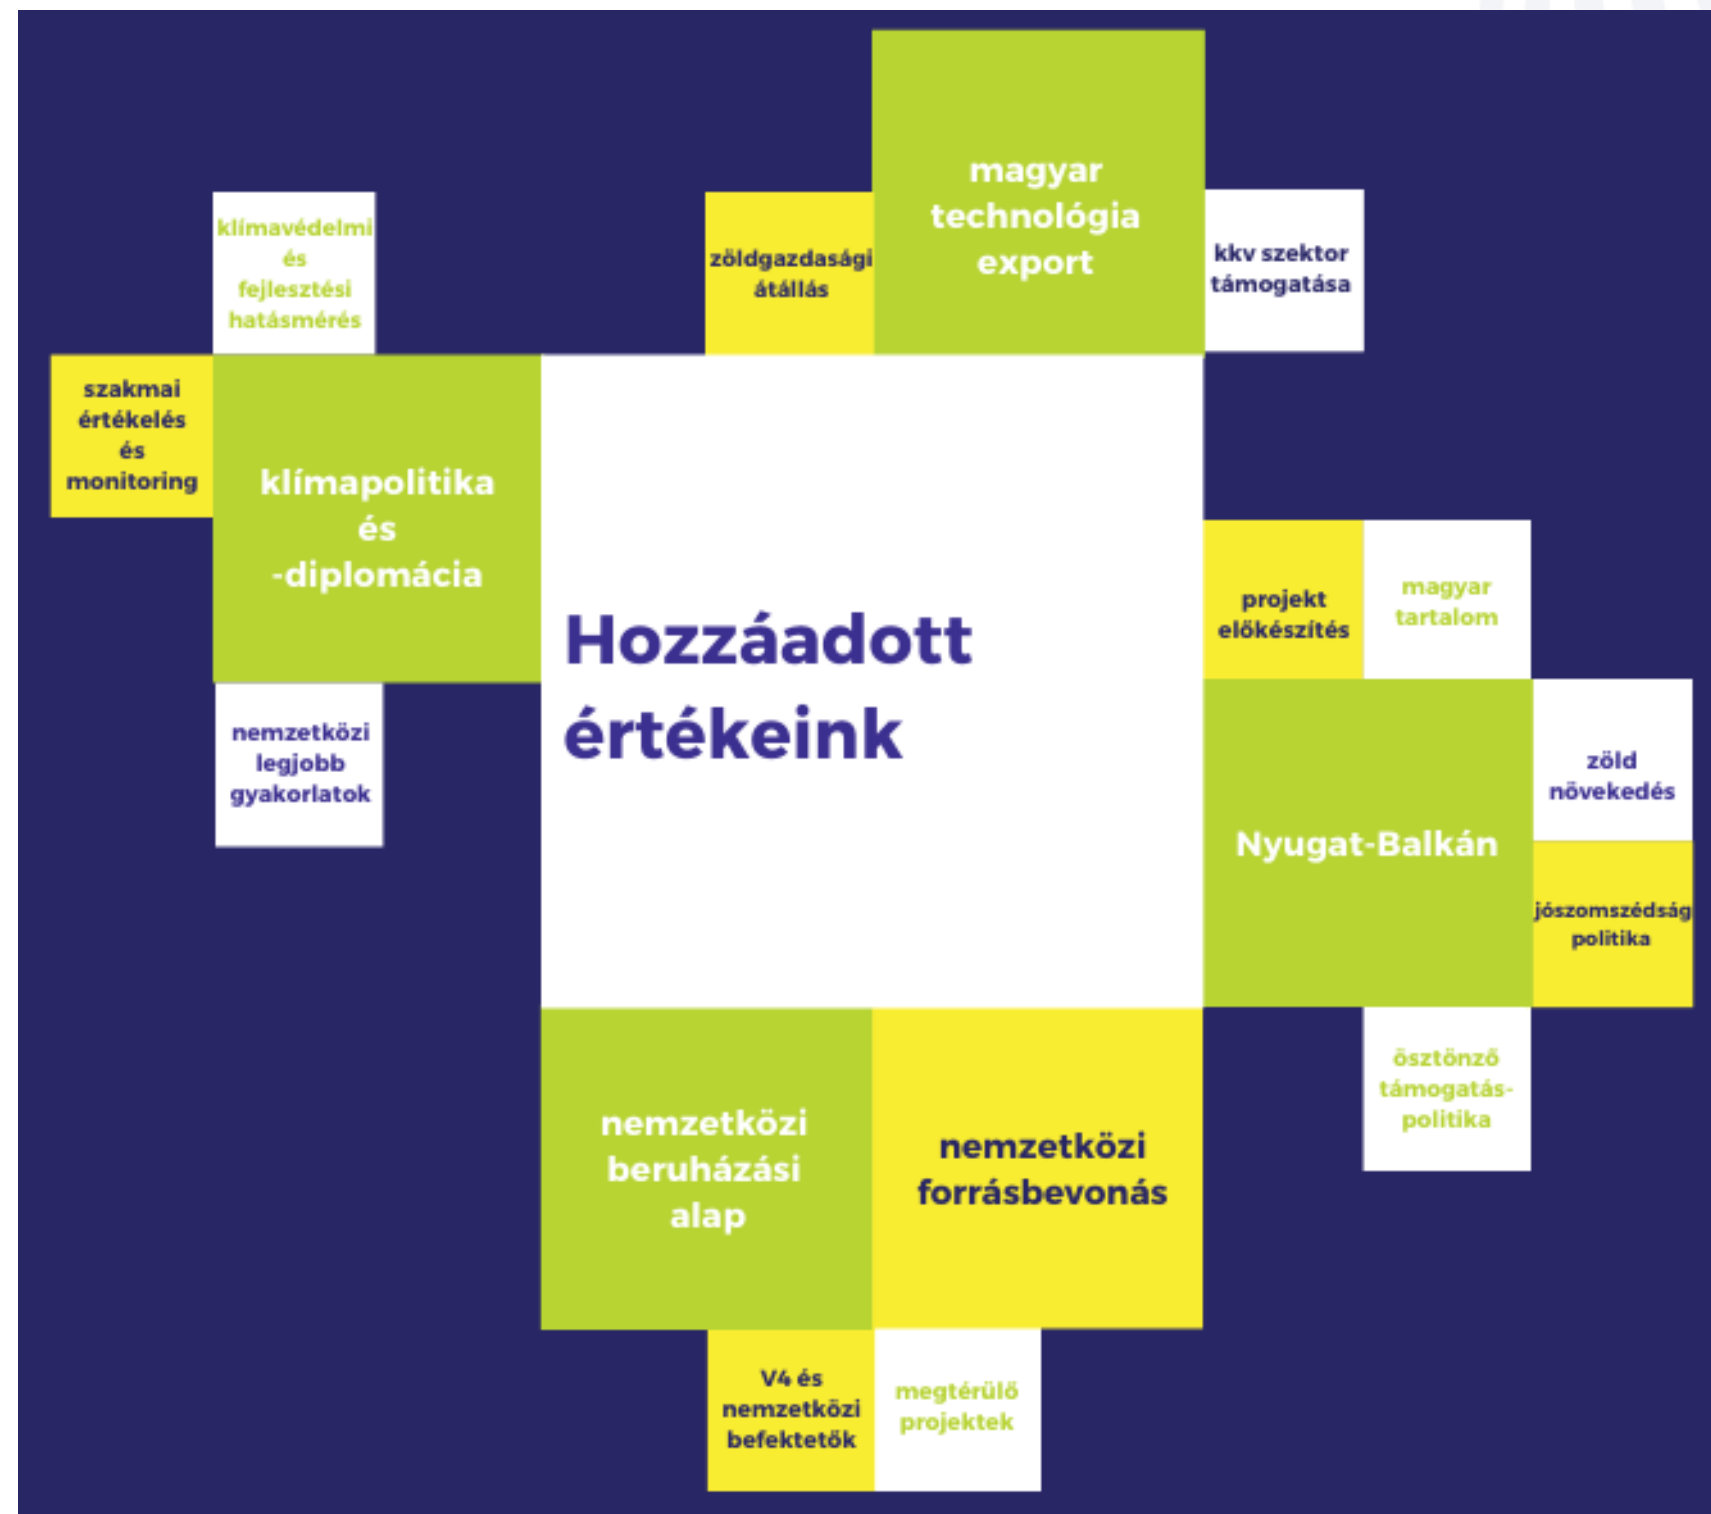 magyar
technológia
export
klímavédelmi
és
fejlesztési
hatásmérés
zöldgazdasági
átállás
kkv szektor
támogatása
szakmai
értékelés
és
monitoring
klímapolitika
és
-diplomácia
Hozzáadott
értékeink
projekt
előkészítés
magyar
tartalom
nemzetközi
legjobb
gyakorlatok
zöld
növekedés
Nyugat-Balkán
jószomszédság
politika
ösztönző
támogatás-
politika
nemzetközi
beruházási
alap
nemzetközi
forrásbevonás
V4 és
nemzetközi
befektetők
megtérülő
projektek